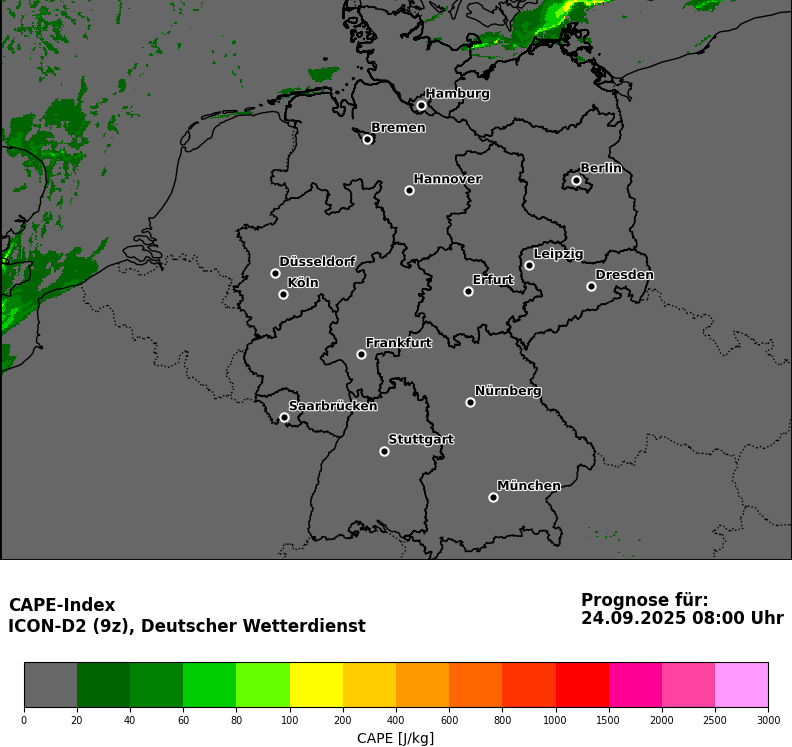 Hamburg
Bremen
Berlin
Hannover
Leipzig
Düsseldorf
Dresden
Köln
Erfurt
Frankfurt
Nürnberg
Saarbrücken
Stuttgart
München
CAPE-Index
ICON-D2 (9z), Deutscher Wetterdienst
Prognose für:
24.09.2025 08:00 Uhr
0 20 40 60 80 100 200 400 600 800 1000 1500 2000 2500 3000
CAPE [J/kg]